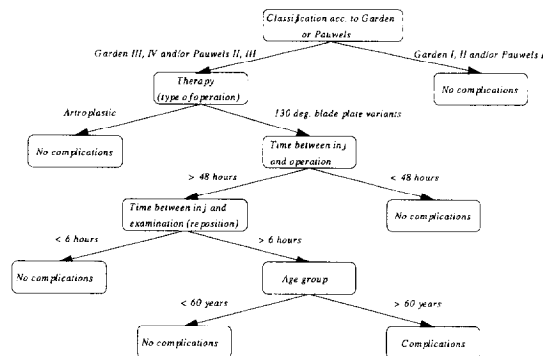 Classification acc. to Garden
or Pauwels
Garden III, IV and/or Pauwels II, III
Garden I, II and/or Pauwels I
Therapy
(type of operation)
No complications
Artroplastic
130 deg. blade plate variants
No complications
Time between inj
and operation
> 48 hours
< 48 hours
Time between inj and
examination (reposition)
No complications
< 6 hours
> 6 hours
No complications
Age group
< 60 years
> 60 years
No complications
Complications